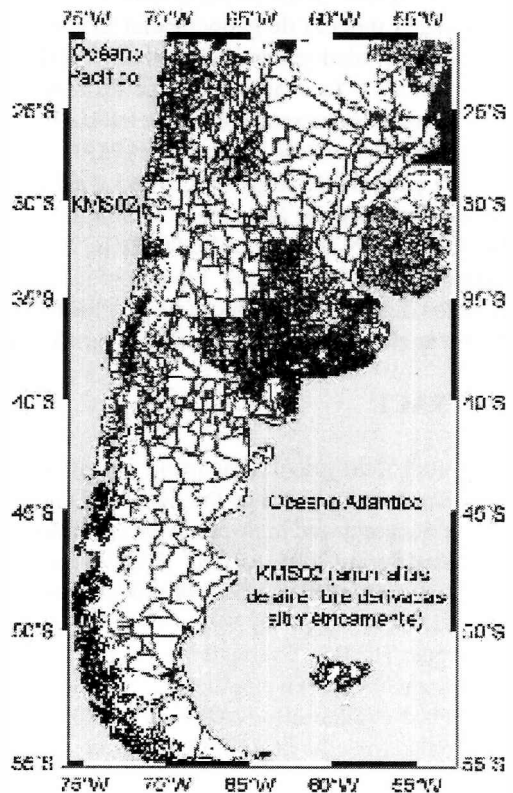 75°W 70°W 65°W 60°W 55°W
Océano
Pacífico
25°S 25°S
KMS02
30°S 30°S
35°S 35°S
40°S 40°S
Océano Atlántico
45°S 45°S
KMS02 (anomalías
de aire libre derivadas
altimétricamente)
50°S 50°S
55°S 55°S
75°W 70°W 65°W 60°W 55°W